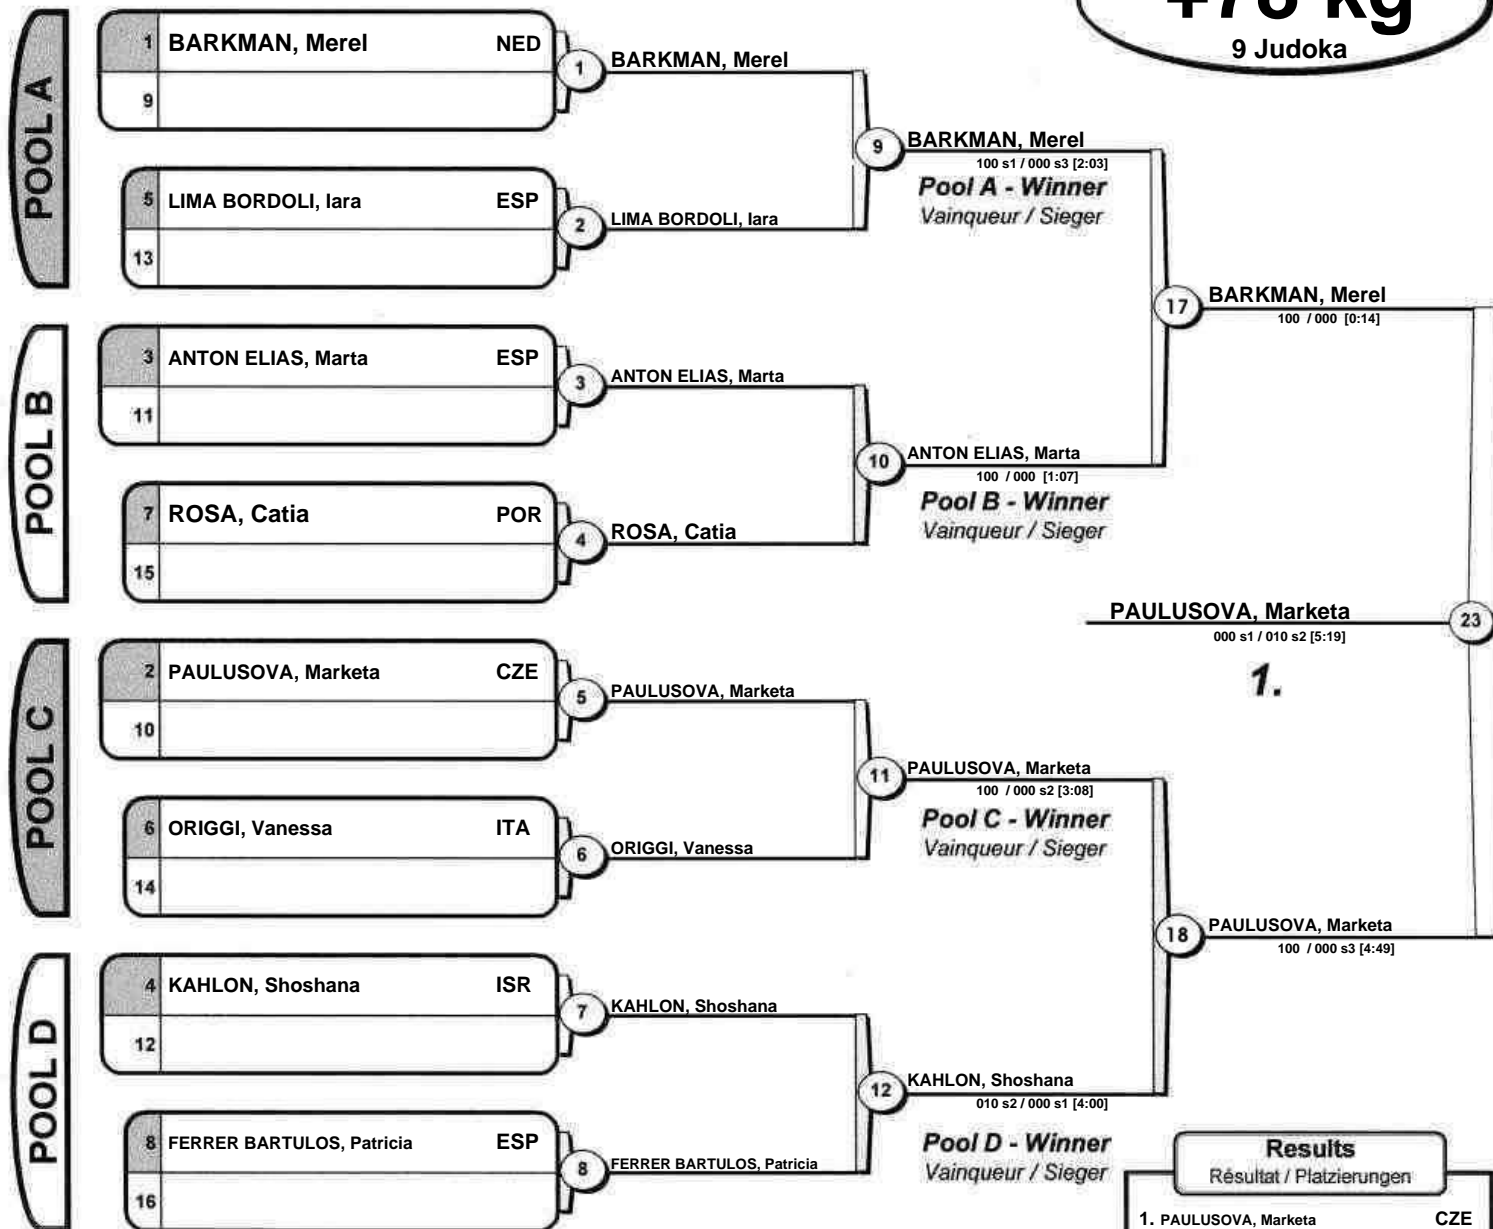 +78 kg
9 Judoka
POOL A
1 BARKMAN, Merel NED
9
1 BARKMAN, Merel
5 LIMA BORDOLI, Iara ESP
13
2 LIMA BORDOLI, Iara
9 BARKMAN, Merel
100 s1 / 000 s3 [2:03]
Pool A - Winner
Vainqueur / Sieger
POOL B
3 ANTON ELIAS, Marta ESP
11
3 ANTON ELIAS, Marta
7 ROSA, Catia POR
15
4 ROSA, Catia
10 ANTON ELIAS, Marta
100 / 000 [1:07]
Pool B - Winner
Vainqueur / Sieger
17 BARKMAN, Merel
100 / 000 [0:14]
PAULUSOVA, Marketa 23
000 s1 / 010 s2 [5:19]
1.
POOL C
2 PAULUSOVA, Marketa CZE
10
5 PAULUSOVA, Marketa
6 ORIGGI, Vanessa ITA
14
6 ORIGGI, Vanessa
11 PAULUSOVA, Marketa
100 / 000 s2 [3:08]
Pool C - Winner
Vainqueur / Sieger
POOL D
4 KAHLON, Shoshana ISR
12
7 KAHLON, Shoshana
8 FERRER BARTULOS, Patricia ESP
16
8 FERRER BARTULOS, Patricia
12 KAHLON, Shoshana
010 s2 / 000 s1 [4:00]
Pool D - Winner
Vainqueur / Sieger
18 PAULUSOVA, Marketa
100 / 000 s3 [4:49]
Results
Résultat / Platzierungen
1. PAULUSOVA, Marketa CZE